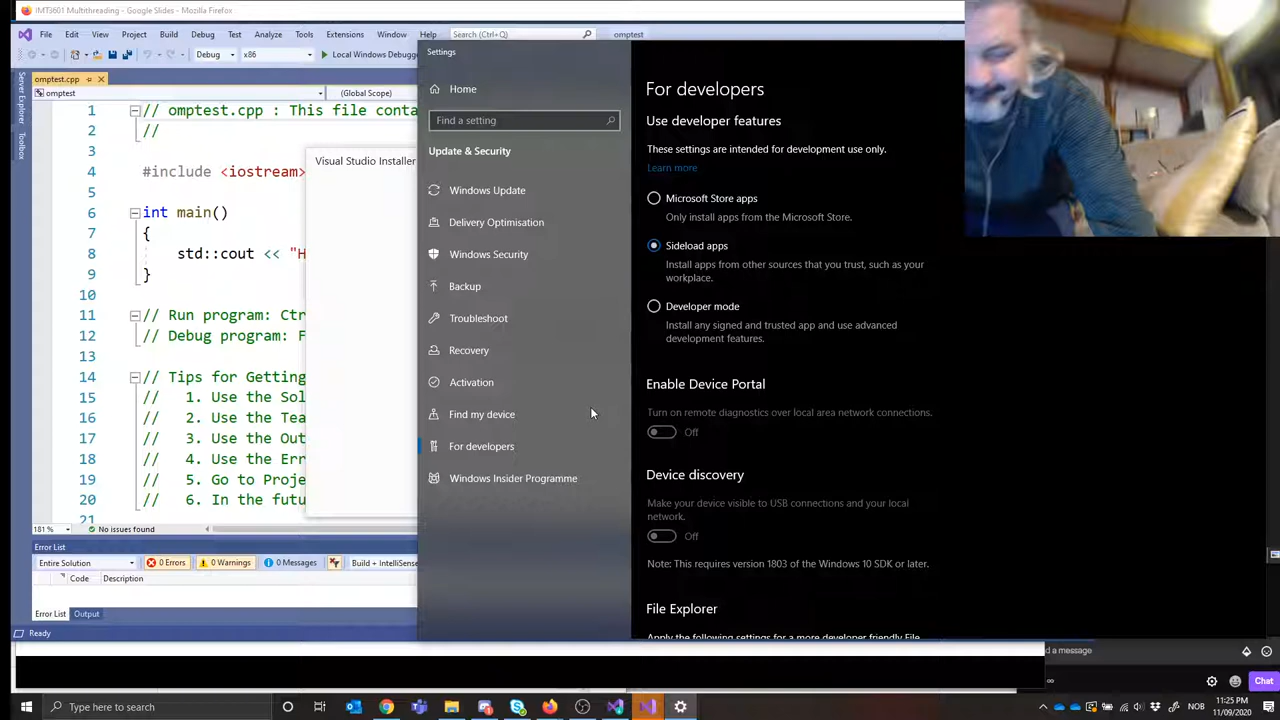 IMT3601 Multithreading - Google Slides - Mozilla Firefox
File Edit View Project Build Debug Test Analyze Tools Extensions Window Help Search (Ctrl+Q) omptest
Debug x86 Local Windows Debugger
Settings
omptest.cpp
omptest (Global Scope)
Server Explorer
Toolbox
1 // omptest.cpp : This file conta
2 //
3
4 #include <iostream>
5
6 int main()
7 {
8 std::cout << "H
9 }
10
11 // Run program: Ctr
12 // Debug program: F
13
14 // Tips for Getting
15 // 1. Use the Sol
16 // 2. Use the Tea
17 // 3. Use the Out
18 // 4. Use the Err
19 // 5. Go to Proje
20 // 6. In the futu
21
Visual Studio Installer
181 % No issues found
Error List
Entire Solution 0 Errors 0 Warnings 0 Messages Build + IntelliSense
Code Description
Error List Output
Ready
Home
Find a setting
Update & Security
Windows Update
Delivery Optimisation
Windows Security
Backup
Troubleshoot
Recovery
Activation
Find my device
For developers
Windows Insider Programme
For developers
Use developer features
These settings are intended for development use only.
Learn more
Microsoft Store apps
Only install apps from the Microsoft Store.
Sideload apps
Install apps from other sources that you trust, such as your
workplace.
Developer mode
Install any signed and trusted app and use advanced
development features.
Enable Device Portal
Turn on remote diagnostics over local area network connections.
Off
Device discovery
Make your device visible to USB connections and your local
network.
Off
Note: This requires version 1803 of the Windows 10 SDK or later.
File Explorer
Apply the following settings for a more developer friendly File
d a message
Chat
Type here to search
NOB
11:25 PM
11/09/2020